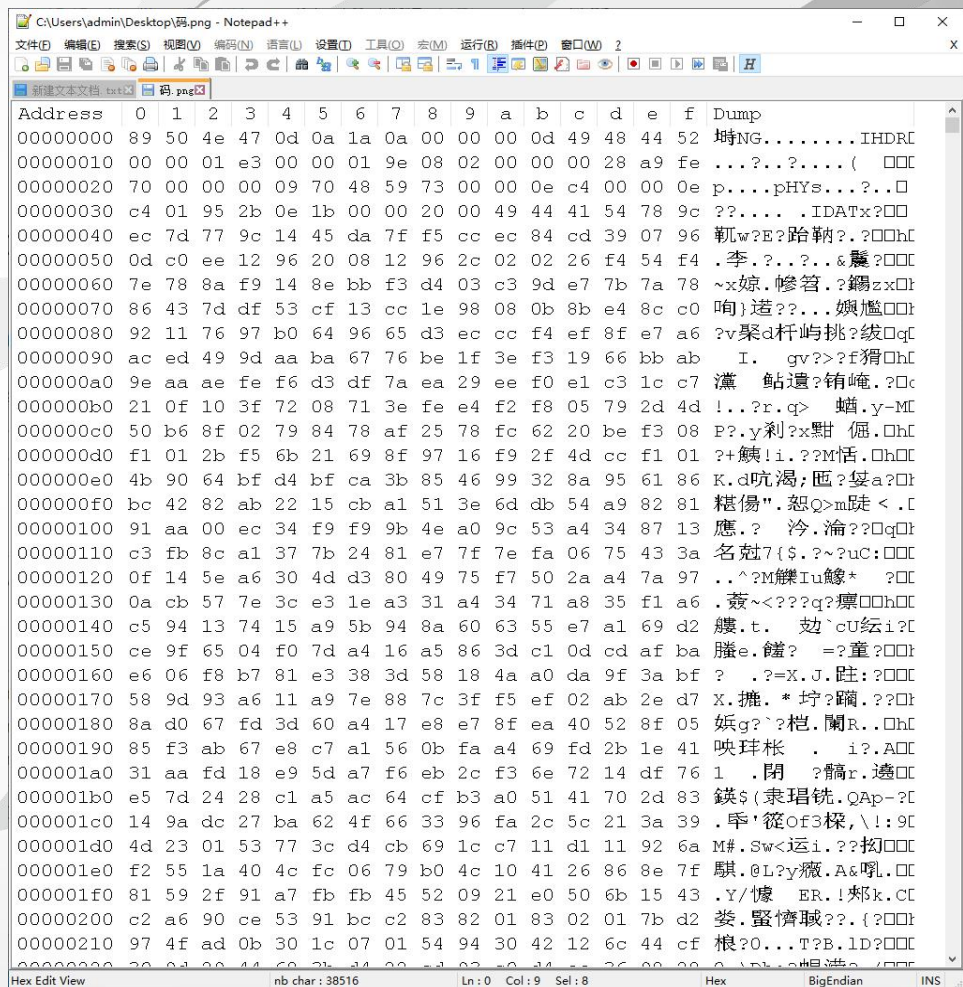 C:\Users\admin\Desktop\码.png - Notepad++
文件(F) 编辑(E) 搜索(S) 视图(V) 编码(N) 语言(L) 设置(T) 工具(O) 宏(M) 运行(R) 插件(P) 窗口(W) ? X
新建文本文档.txt 码.png
Address 0 1 2 3 4 5 6 7 8 9 a b c d e f Dump
00000000 89 50 4e 47 0d 0a 1a 0a 00 00 00 0d 49 48 44 52 塒NG........IHDR
00000010 00 00 01 e3 00 00 01 9e 08 02 00 00 00 28 a9 fe ...?..?....(
00000020 70 00 00 00 09 70 48 59 73 00 00 0e c4 00 00 0e p....pHYs...?..
00000030 c4 01 95 2b 0e 1b 00 00 20 00 49 44 41 54 78 9c ??.... .IDATx?
00000040 ec 7d 77 9c 14 45 da 7f f5 cc ec 84 cd 39 07 96
00000050 0d c0 ee 12 96 20 08 12 96 2c 02 02 26 f4 54 f4
00000060 7e 78 8a f9 14 8e bb f3 d4 03 c3 9d e7 7b 7a 78
00000070 86 43 7d df 53 cf 13 cc 1e 98 08 0b 8b e4 8c c0
00000080 92 11 76 97 b0 64 96 65 d3 ec cc f4 ef 8f e7 a6
00000090 ac ed 49 9d aa ba 67 76 be 1f 3e f3 19 66 bb ab
000000a0 9e aa ae fe f6 d3 df 7a ea 29 ee f0 e1 c3 1c c7
000000b0 21 0f 10 3f 72 08 71 3e fe e4 f2 f8 05 79 2d 4d
000000c0 50 b6 8f 02 79 84 78 af 25 78 fc 62 20 be f3 08
000000d0 f1 01 2b f5 6b 21 69 8f 97 16 f9 2f 4d cc f1 01
000000e0 4b 90 64 bf d4 bf ca 3b 85 46 99 32 8a 95 61 86
000000f0 bc 42 82 ab 22 15 cb a1 51 3e 6d db 54 a9 82 81
00000100 91 aa 00 ec 34 f9 f9 9b 4e a0 9c 53 a4 34 87 13
00000110 c3 fb 8c a1 37 7b 24 81 e7 7f 7e fa 06 75 43 3a
00000120 0f 14 5e a6 30 4d d3 80 49 75 f7 50 2a a4 7a 97
00000130 0a cb 57 7e 3c e3 1e a3 31 a4 34 71 a8 35 f1 a6
00000140 c5 94 13 74 15 a9 5b 94 8a 60 63 55 e7 a1 69 d2
00000150 ce 9f 65 04 f0 7d a4 16 a5 86 3d c1 0d cd af ba
00000160 e6 06 f8 b7 81 e3 38 3d 58 18 4a a0 da 9f 3a bf
00000170 58 9d 93 a6 11 a9 7e 88 7c 3f f5 ef 02 ab 2e d7
00000180 8a d0 67 fd 3d 60 a4 17 e8 e7 8f ea 40 52 8f 05
00000190 85 f3 ab 67 e8 c7 a1 56 0b fa a4 69 fd 2b 1e 41
000001a0 31 aa fd 18 e9 5d a7 f6 eb 2c f3 6e 72 14 df 76
000001b0 e5 7d 24 28 c1 a5 ac 64 cf b3 a0 51 41 70 2d 83
000001c0 14 9a dc 27 ba 62 4f 66 33 96 fa 2c 5c 21 3a 39
000001d0 4d 23 01 53 77 3c d4 cb 69 1c c7 11 d1 11 92 6a
000001e0 f2 55 1a 40 4c fc 06 79 b0 4c 10 41 26 86 8e 7f
000001f0 81 59 2f 91 a7 fb fb 45 52 09 21 e0 50 6b 15 43
00000200 c2 a6 90 ce 53 91 bc c2 83 82 01 83 02 01 7b d2
00000210 97 4f ad 0b 30 1c 07 01 54 94 30 42 12 6c 44 cf
Hex Edit View nb char : 38516 Ln : 0 Col : 9 Sel : 8 Hex BigEndian INS